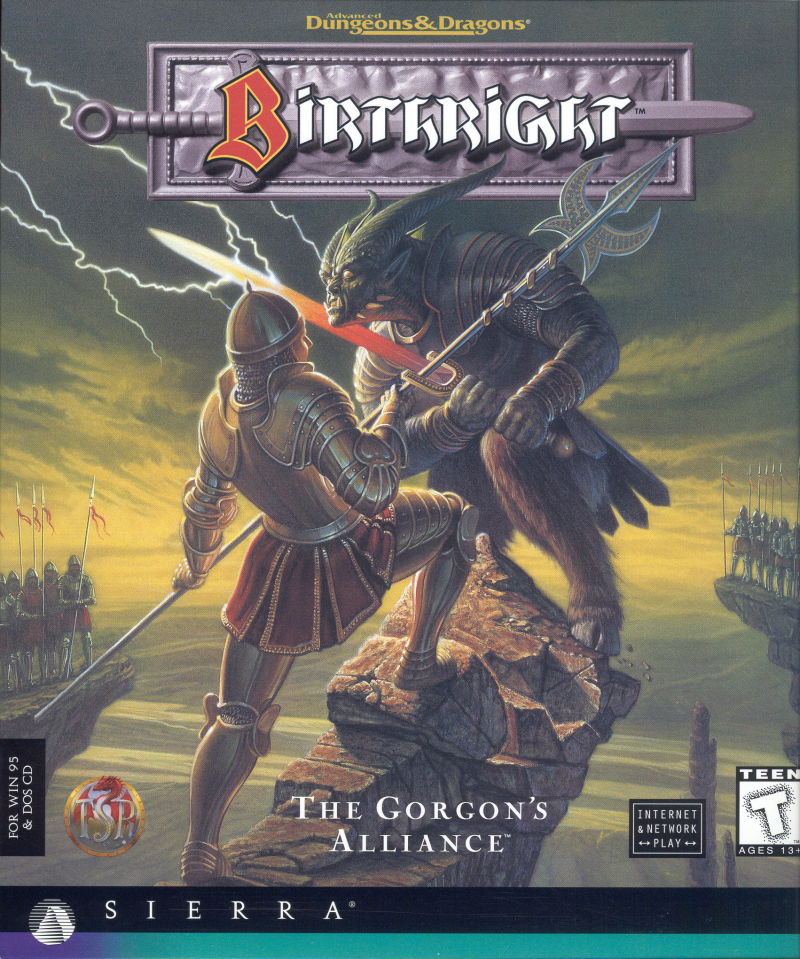 Advanced
Dungeons & Dragons®
BIRTHRIGHT™
FOR WIN 95
& DOS CD
TSR
THE GORGON'S
ALLIANCE™
INTERNET
& NETWORK
↔ PLAY ↔
TEEN
T
AGES 13+
SIERRA®